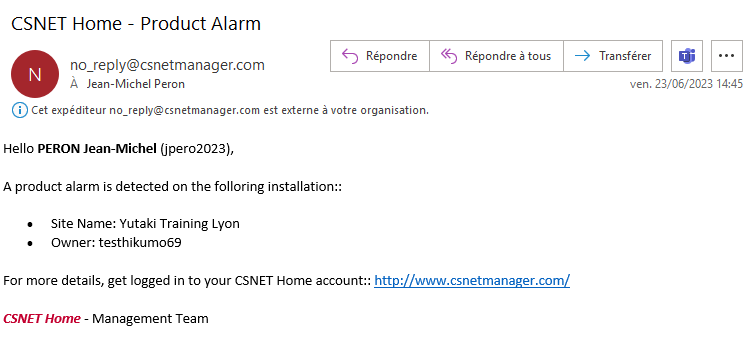 CSNET Home - Product Alarm
N
no_reply@csnetmanager.com
À Jean-Michel Peron
Répondre
Répondre à tous
Transférer
ven. 23/06/2023 14:45
Cet expéditeur no_reply@csnetmanager.com est externe à votre organisation.
Hello PERON Jean-Michel (jpero2023),
A product alarm is detected on the folloring installation::
• Site Name: Yutaki Training Lyon
• Owner: testhikumo69
For more details, get logged in to your CSNET Home account:: http://www.csnetmanager.com/
CSNET Home - Management Team